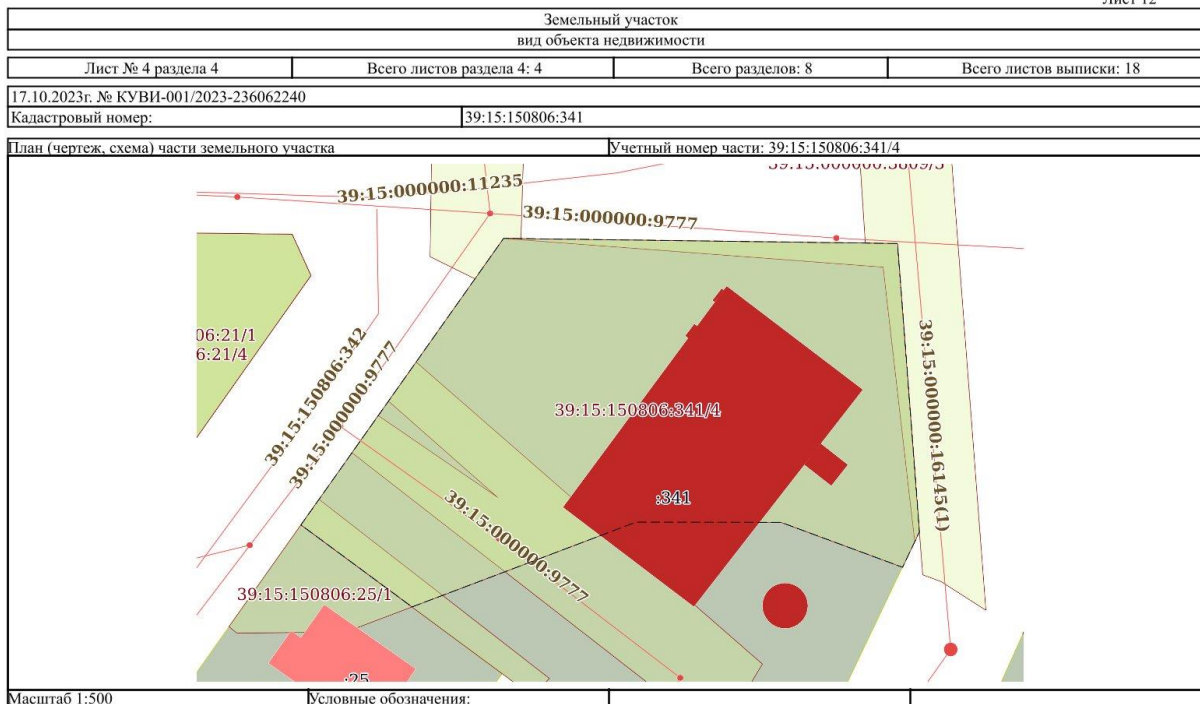 Лист 12
Земельный участок
вид объекта недвижимости
Лист № 4 раздела 4
Всего листов раздела 4: 4
Всего разделов: 8
Всего листов выписки: 18
17.10.2023г. № КУВИ-001/2023-236062240
Кадастровый номер:
39:15:150806:341
План (чертеж, схема) части земельного участка
Учетный номер части: 39:15:150806:341/4
39:15:000000:11235
39:15:000000:9777
06:21/1
6:21/4
39:15:150806:342
39:15:000000:9777
39:15:150806:341/4
39:15:000000:16145(1)
:341
39:15:000000:9777
39:15:150806:25/1
:25
Масштаб 1:500
Условные обозначения: